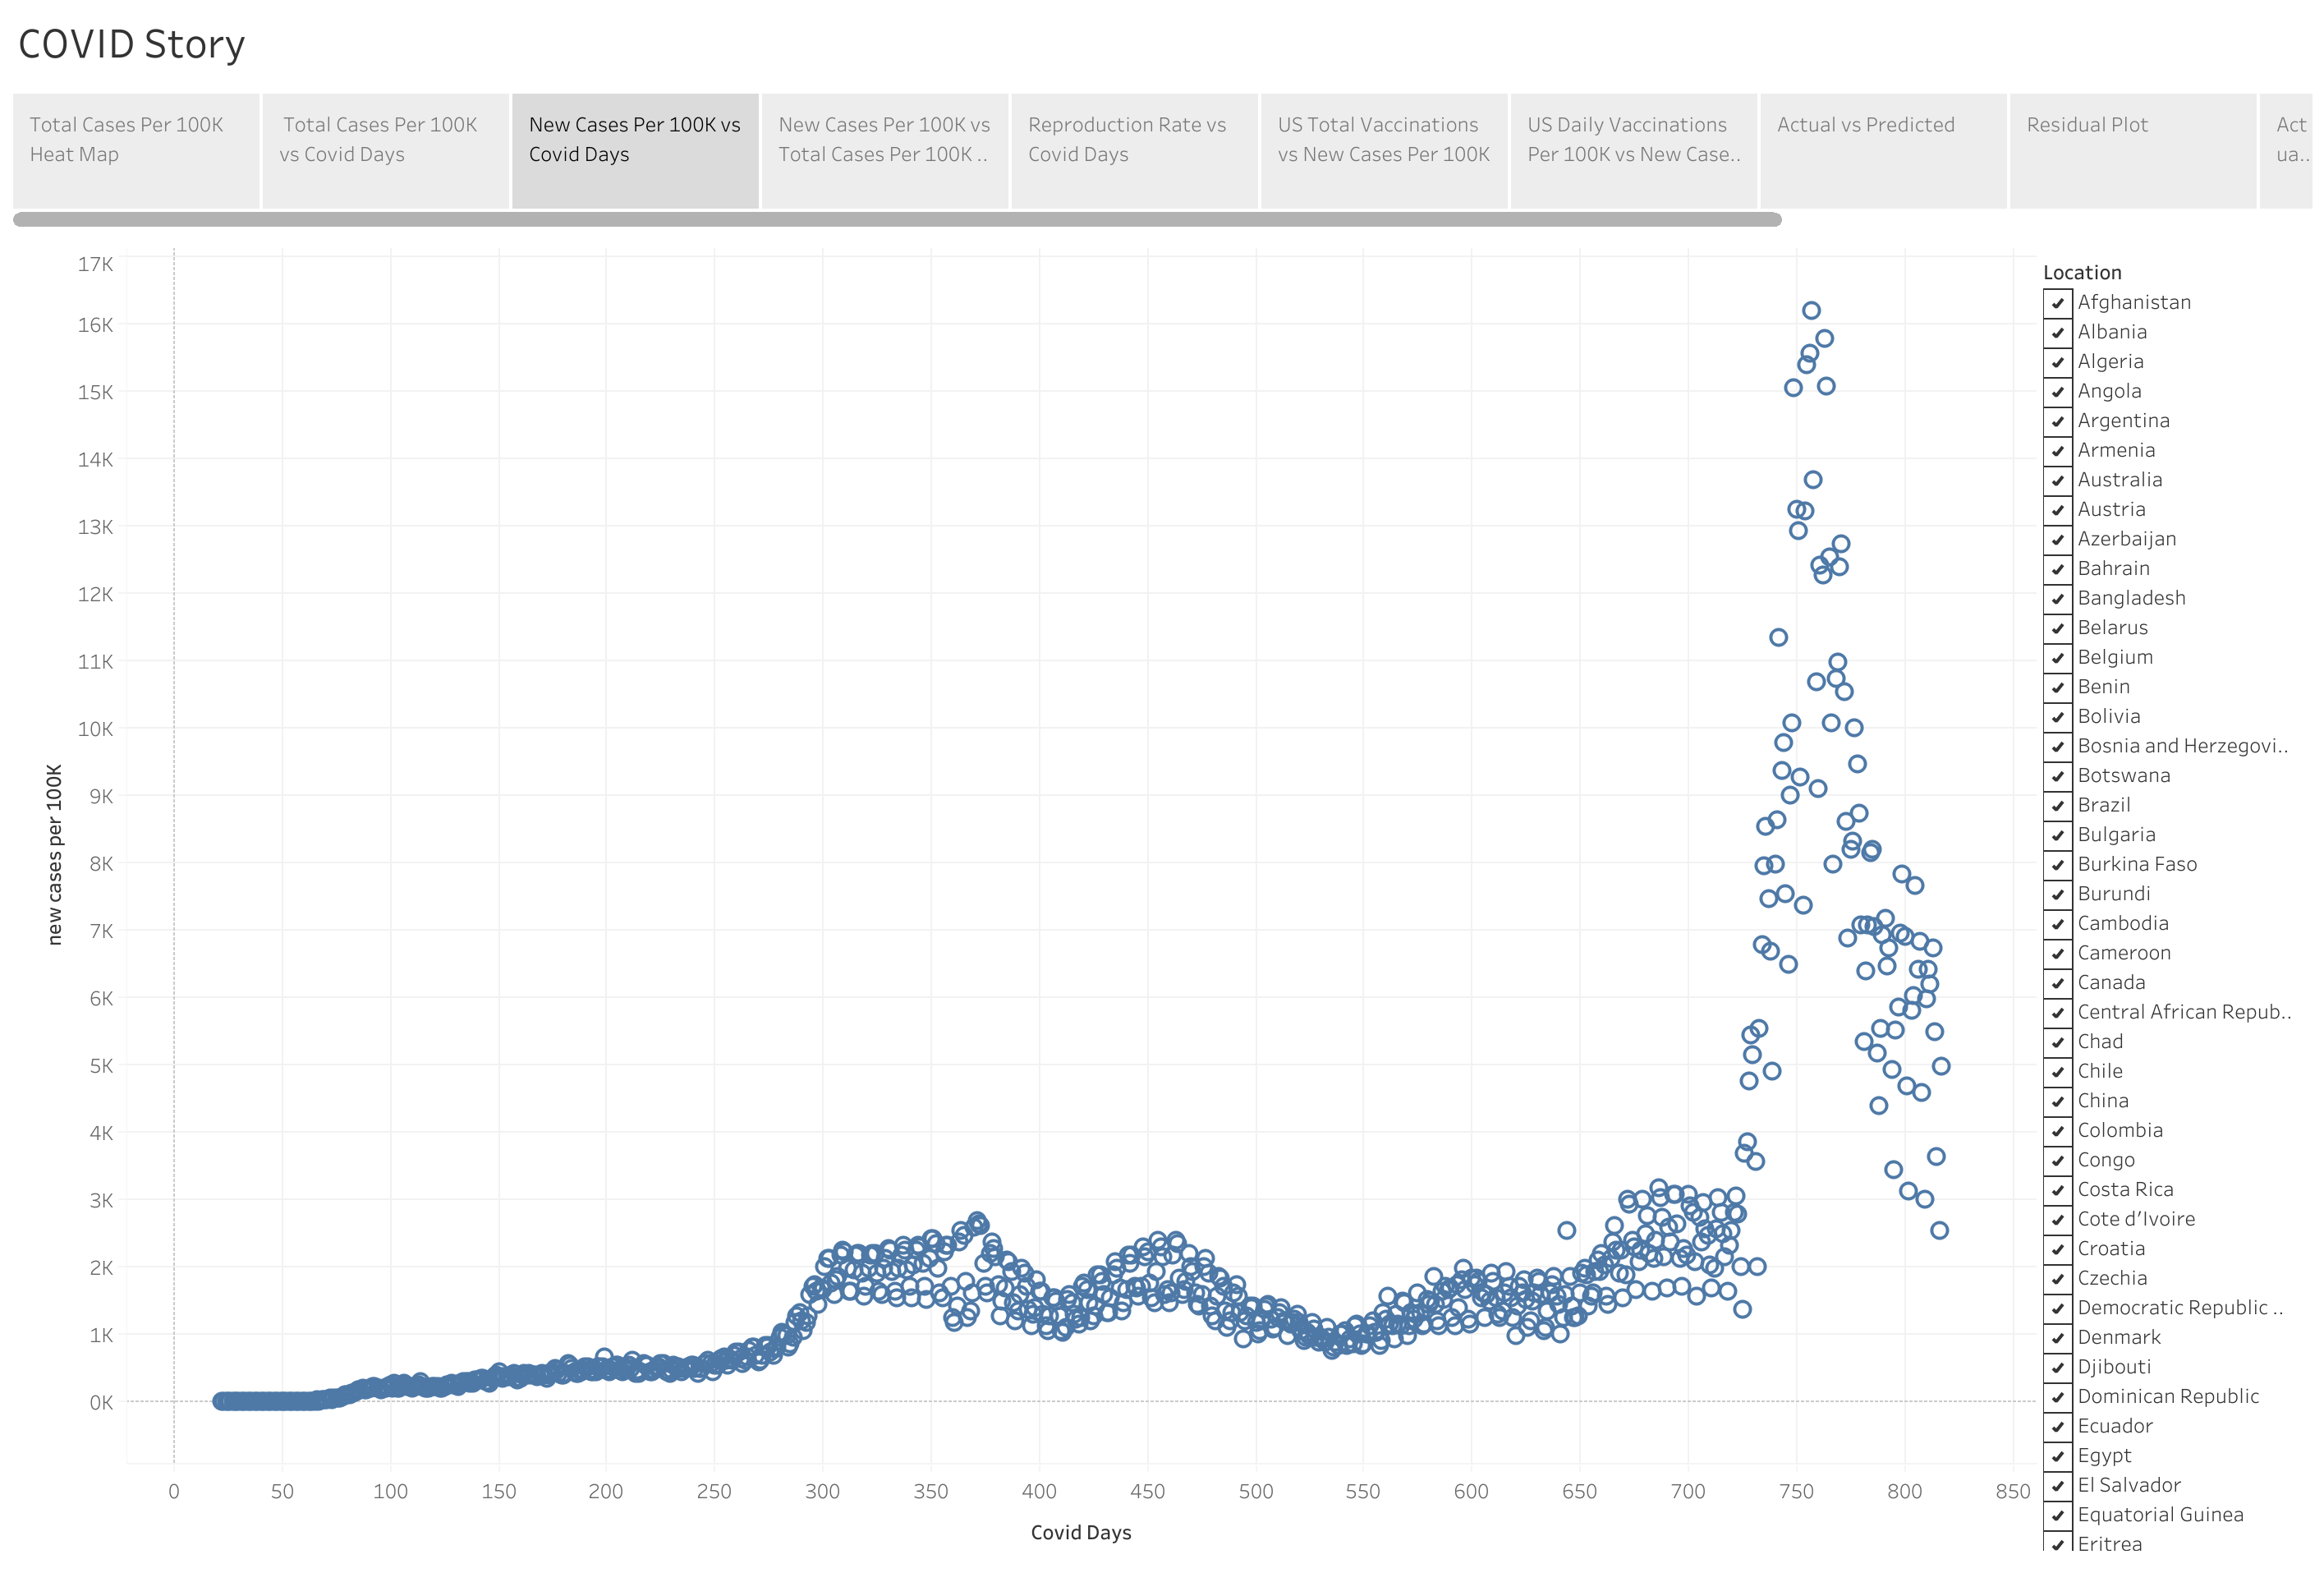 COVID Story
Total Cases Per 100K
Heat Map
Total Cases Per 100K
vs Covid Days
New Cases Per 100K vs
Covid Days
New Cases Per 100K vs
Total Cases Per 100K ..
Reproduction Rate vs
Covid Days
US Total Vaccinations
vs New Cases Per 100K
US Daily Vaccinations
Per 100K vs New Case..
Actual vs Predicted
Residual Plot
Act
ua..
17K
16K
15K
14K
13K
12K
11K
10K
9K
8K
7K
6K
5K
4K
3K
2K
1K
0K
new cases per 100K
0 50 100 150 200 250 300 350 400 450 500 550 600 650 700 750 800 850
Covid Days
Location
Afghanistan
Albania
Algeria
Angola
Argentina
Armenia
Australia
Austria
Azerbaijan
Bahrain
Bangladesh
Belarus
Belgium
Benin
Bolivia
Bosnia and Herzegovi..
Botswana
Brazil
Bulgaria
Burkina Faso
Burundi
Cambodia
Cameroon
Canada
Central African Repub..
Chad
Chile
China
Colombia
Congo
Costa Rica
Cote d’Ivoire
Croatia
Czechia
Democratic Republic ..
Denmark
Djibouti
Dominican Republic
Ecuador
Egypt
El Salvador
Equatorial Guinea
Eritrea